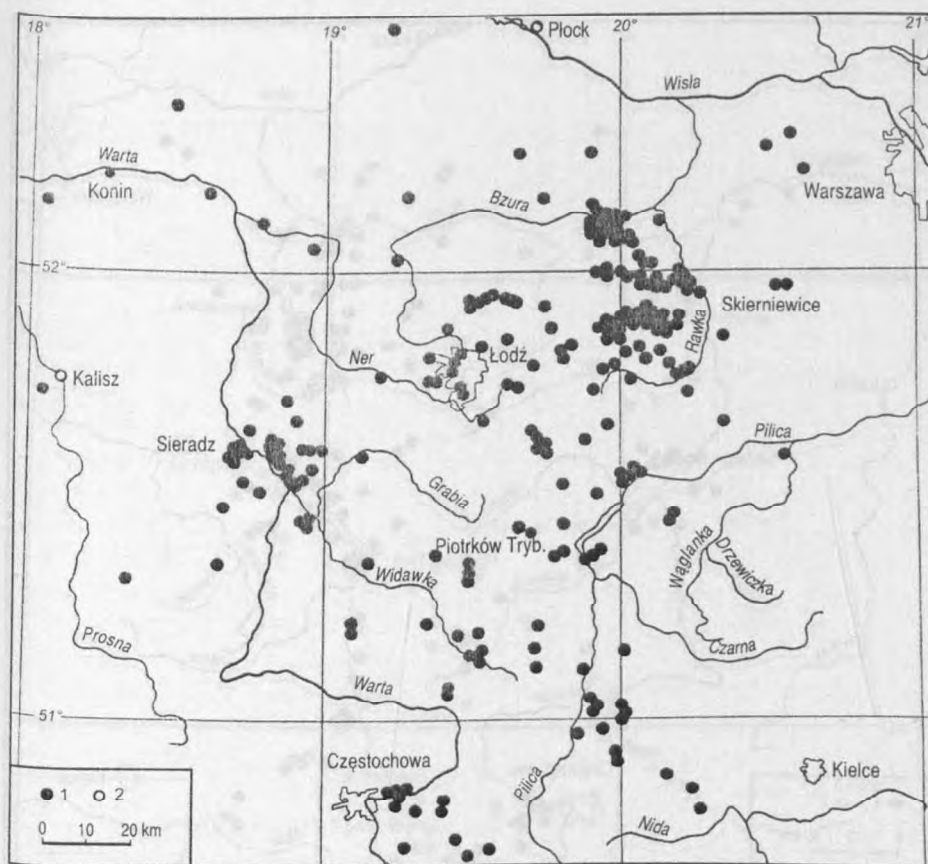 18°
19°
20°
21°
Płock
Wisła
Warta
Konin
Warszawa
Bzura
52°
Skierniewice
Rawka
Łódź
Ner
Kalisz
Pilica
Sieradz
Grabia
Piotrków Tryb.
Wąglanka
Drzewiczka
Widawka
Prosna
Czarna
Warta
51°
Częstochowa
Pilica
Kielce
Nida
1 2
0 10 20 km